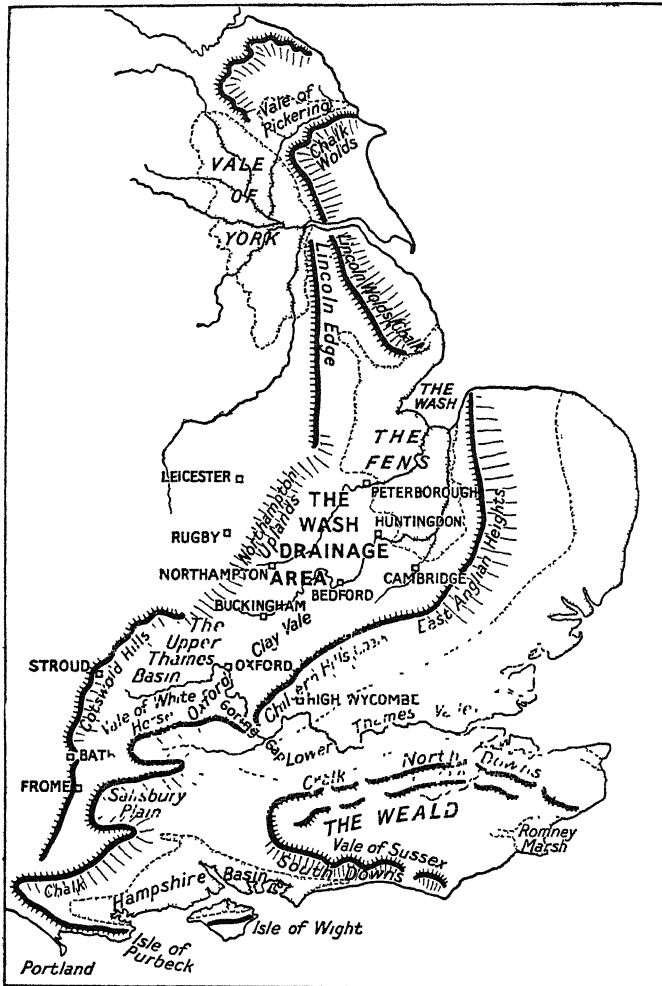 Vale of
Pickering
Chalk
Wolds
VALE
OF
YORK
Lincoln Edge
Lincoln Wolds Chalk
THE
WASH
THE
FENS
LEICESTER
PETERBOROUGH
Northampton
Uplands
THE
WASH
DRAINAGE
AREA
HUNTINGDON
RUGBY
NORTHAMPTON
CAMBRIDGE
BEDFORD
BUCKINGHAM
East Anglian Heights
Clay Vale
The
Upper
Thames
Basin
Cotswold Hills
STROUD
OXFORD
Chiltern Hills
HIGH WYCOMBE
Vale of White
Horse
Oxford
Goring
Gap
Lower
Thames
BATH
FROME
Salisbury
Plain
Chalk
North
Downs
THE WEALD
Romney
Marsh
Vale of Sussex
South Downs
Chalk
Hampshire
Basin
Isle of
Purbeck
Isle of Wight
Portland